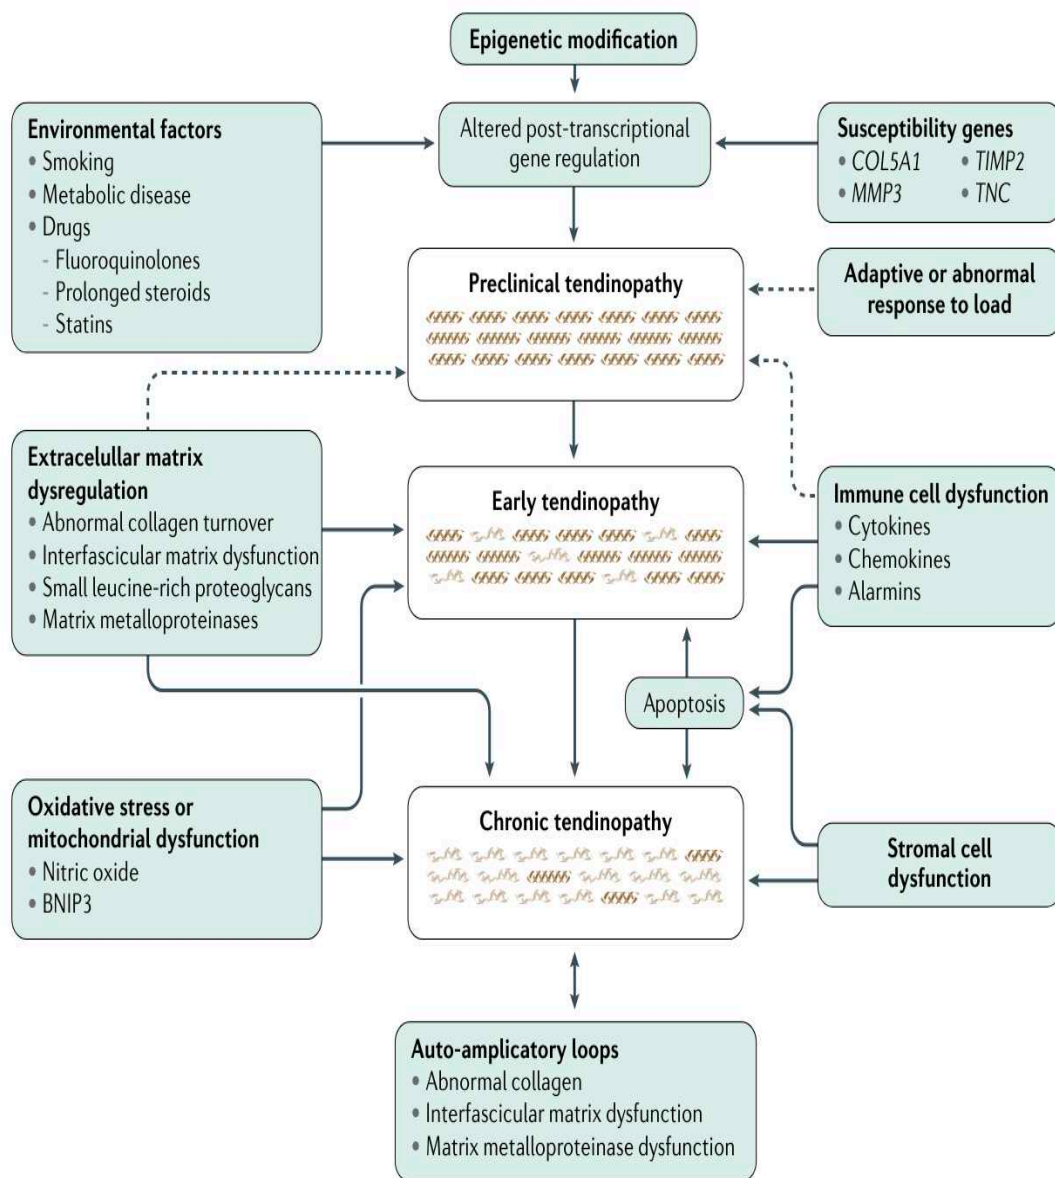 Epigenetic modification
Environmental factors
• Smoking
• Metabolic disease
• Drugs
- Fluoroquinolones
- Prolonged steroids
- Statins
Altered post-transcriptional
gene regulation
Susceptibility genes
• COL5A1 • TIMP2
• MMP3 • TNC
Preclinical tendinopathy
Adaptive or abnormal
response to load
Extracelullar matrix
dysregulation
• Abnormal collagen turnover
• Interfascicular matrix dysfunction
• Small leucine-rich proteoglycans
• Matrix metalloproteinases
Early tendinopathy
Immune cell dysfunction
• Cytokines
• Chemokines
• Alarmins
Apoptosis
Oxidative stress or
mitochondrial dysfunction
• Nitric oxide
• BNIP3
Chronic tendinopathy
Stromal cell
dysfunction
Auto-amplicatory loops
• Abnormal collagen
• Interfascicular matrix dysfunction
• Matrix metalloproteinase dysfunction